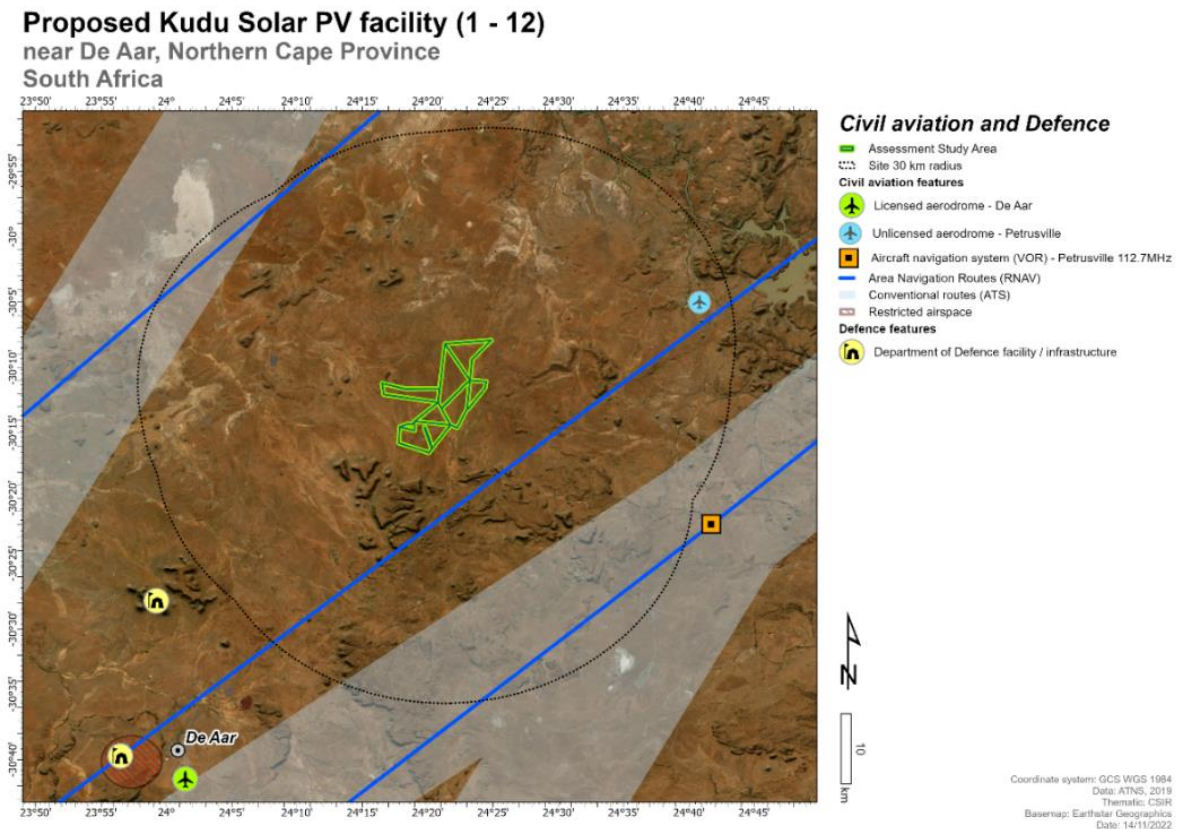 Proposed Kudu Solar PV facility (1 - 12)
near De Aar, Northern Cape Province
South Africa
23°50' 23°55' 24° 24°5' 24°10' 24°15' 24°20' 24°25' 24°30' 24°35' 24°40' 24°45'
-29°55'
-30°
-30°5'
-30°10'
-30°15'
-30°20'
-30°25'
-30°30'
-30°35'
-30°40'
De Aar
23°50' 23°55' 24° 24°5' 24°10' 24°15' 24°20' 24°25' 24°30' 24°35' 24°40' 24°45'
Civil aviation and Defence
Assessment Study Area
Site 30 km radius
Civil aviation features
Licensed aerodrome - De Aar
Unlicensed aerodrome - Petrusville
Aircraft navigation system (VOR) - Petrusville 112.7MHz
Area Navigation Routes (RNAV)
Conventional routes (ATS)
Restricted airspace
Defence features
Department of Defence facility / infrastructure
N
10
km
Coordinate system: GCS WGS 1984
Data: ATNS, 2019
Thematic: CSIR
Basemap: Earthstar Geographics
Date: 14/11/2022